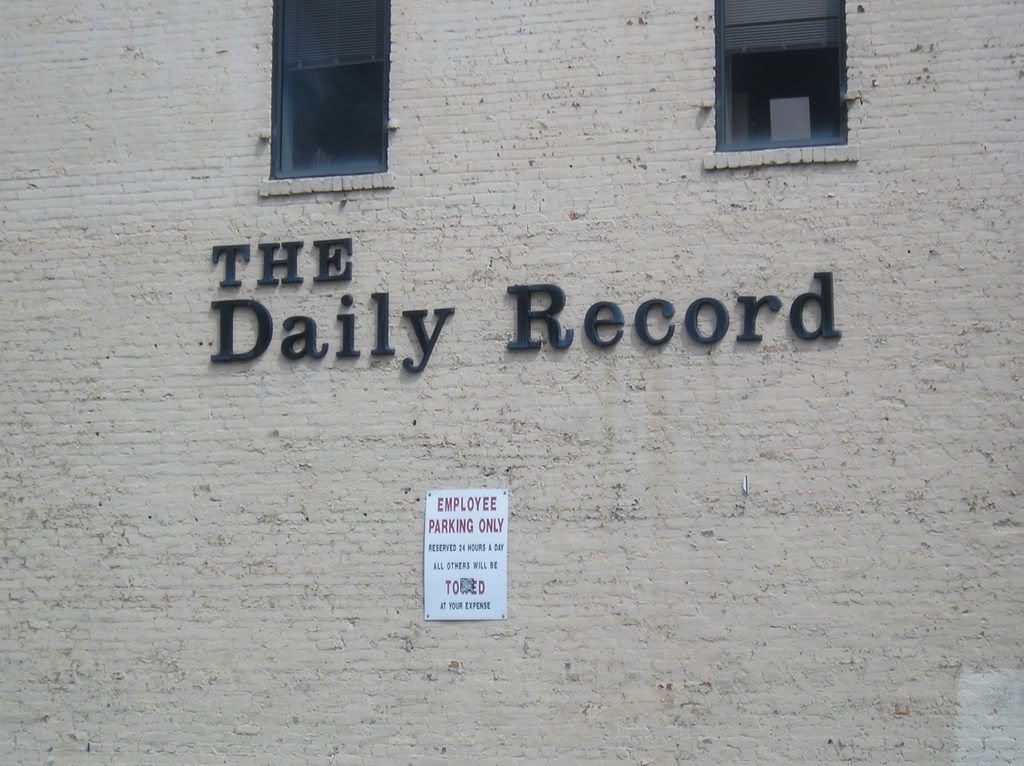 THE
Daily Record
EMPLOYEE
PARKING ONLY
RESERVED 24 HOURS A DAY
ALL OTHERS WILL BE
AT YOUR EXPENSE